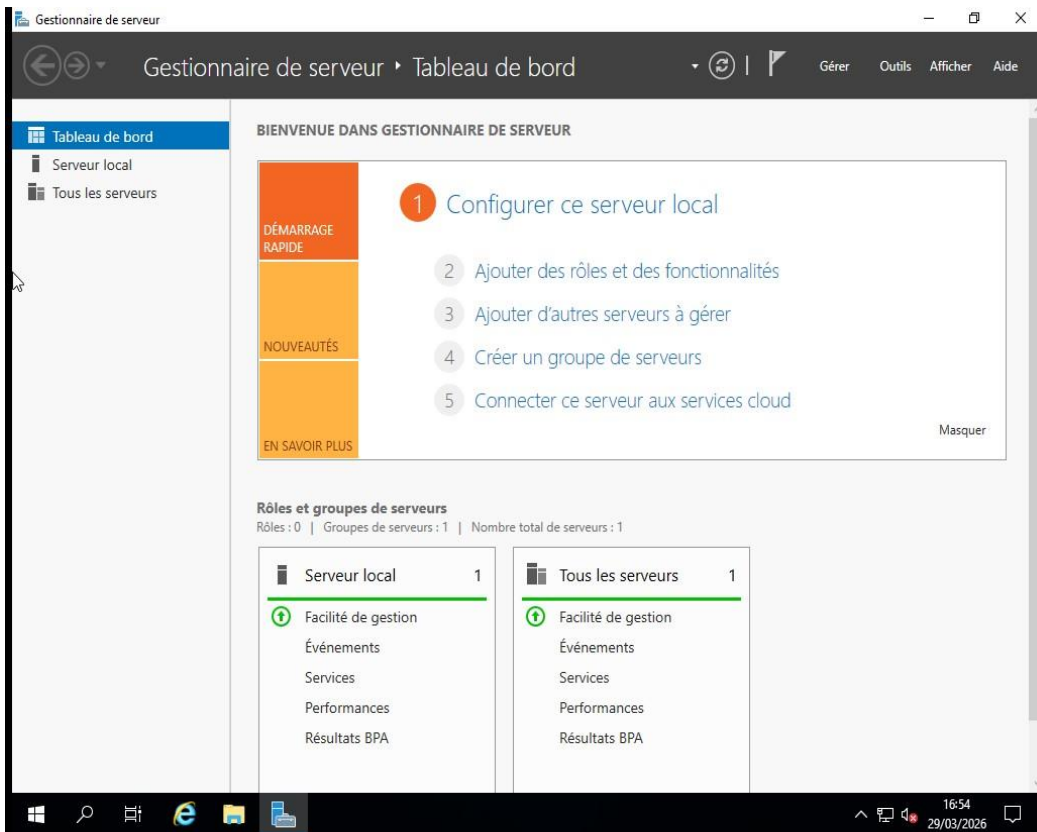 Gestionnaire de serveur
Gestionnaire de serveur ‣ Tableau de bord
Gérer Outils Afficher Aide
Tableau de bord
Serveur local
Tous les serveurs
BIENVENUE DANS GESTIONNAIRE DE SERVEUR
DÉMARRAGE
RAPIDE
NOUVEAUTÉS
EN SAVOIR PLUS
1 Configurer ce serveur local
2 Ajouter des rôles et des fonctionnalités
3 Ajouter d’autres serveurs à gérer
4 Créer un groupe de serveurs
5 Connecter ce serveur aux services cloud
Masquer
Rôles et groupes de serveurs
Rôles : 0 | Groupes de serveurs : 1 | Nombre total de serveurs : 1
Serveur local 1
Facilité de gestion
Événements
Services
Performances
Résultats BPA
Tous les serveurs 1
Facilité de gestion
Événements
Services
Performances
Résultats BPA
16:54
29/03/2026